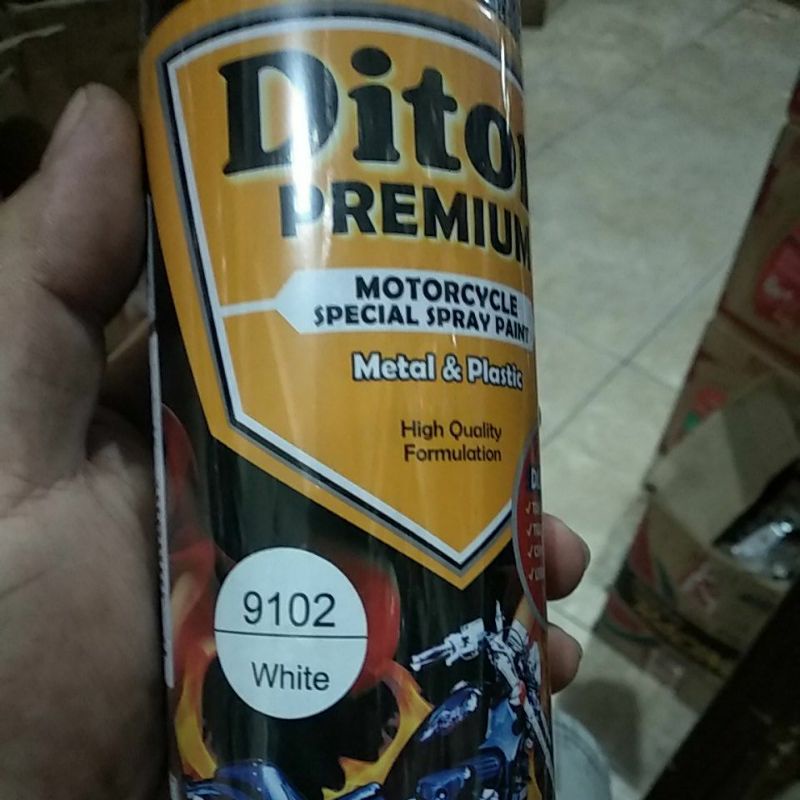 Diton
PREMIUM
MOTORCYCLE
SPECIAL SPRAY PAINT
Metal & Plastic
High Quality
Formulation
9102
White